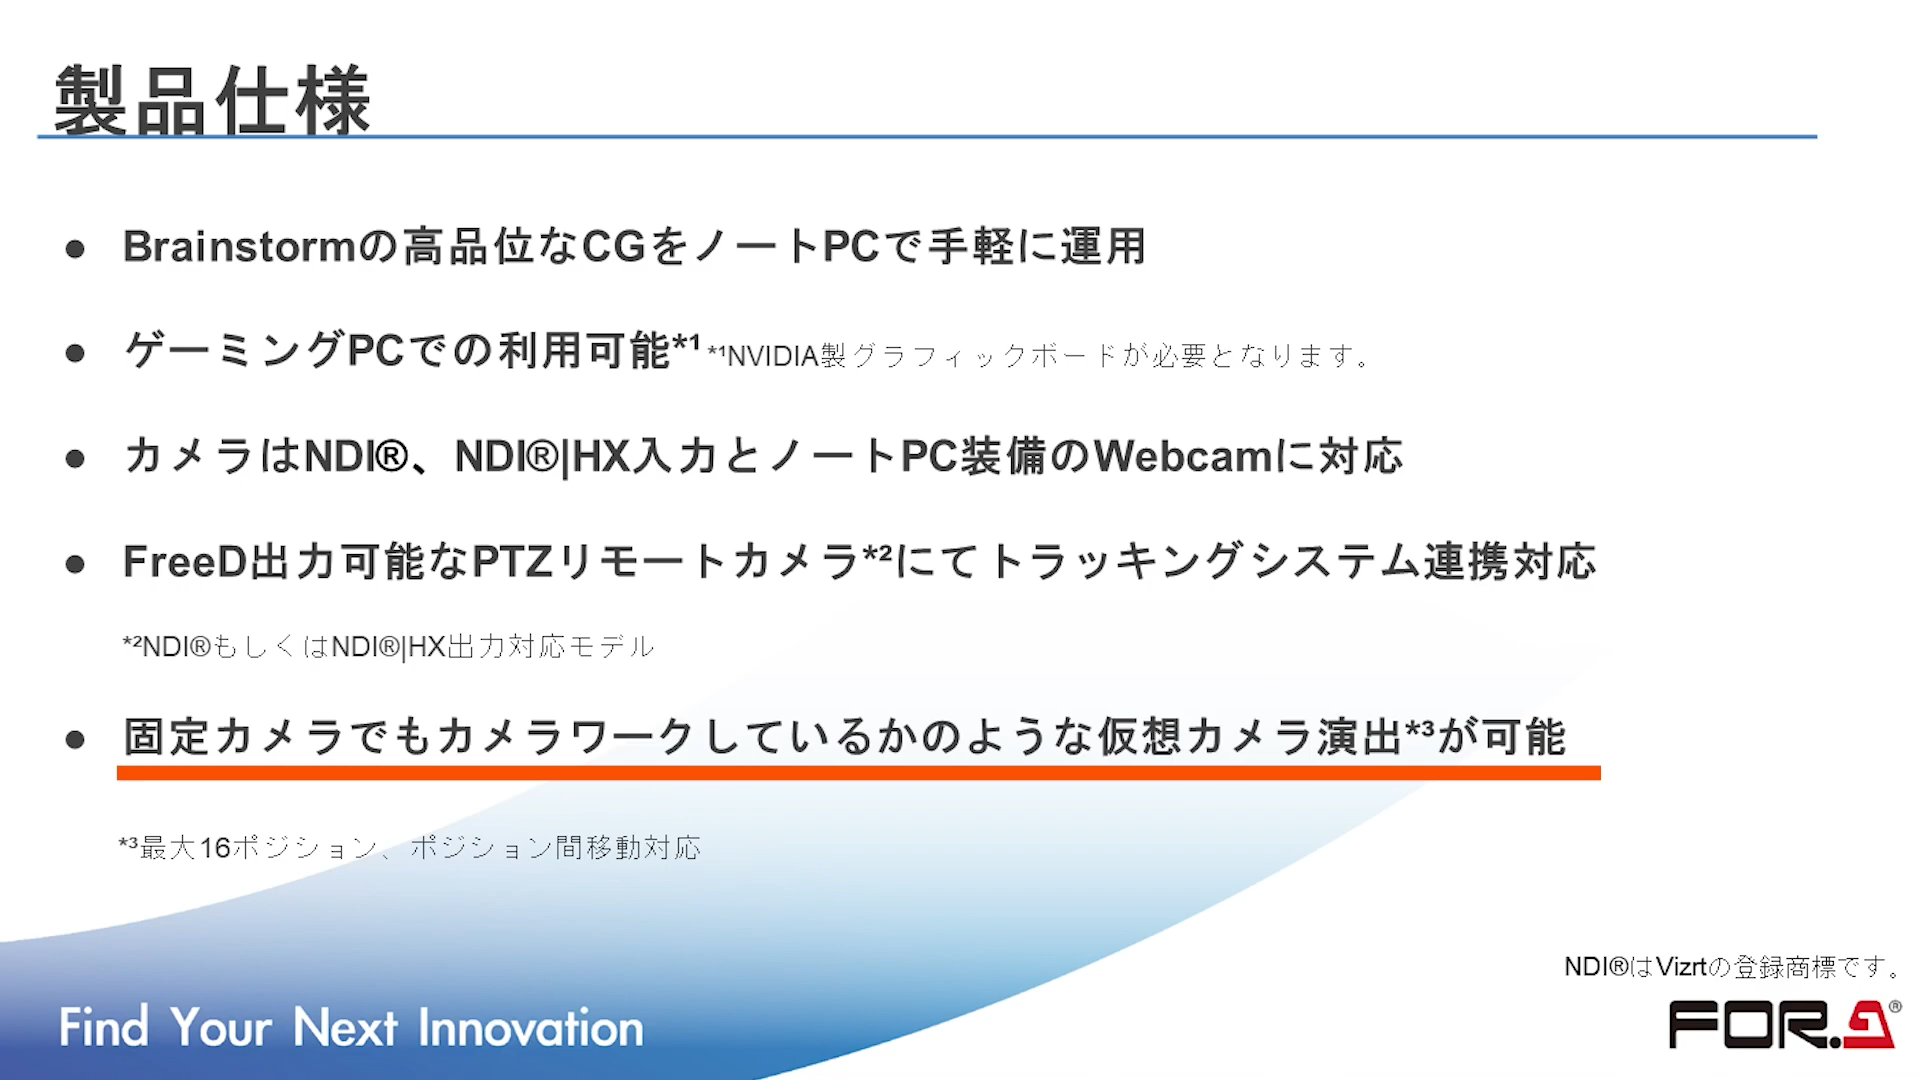 製品仕様
● Brainstormの高品位なCGをノートPCで手軽に運用
● ゲーミングPCでの利用可能*¹ *¹NVIDIA製グラフィックボードが必要となります。
● カメラはNDI®、NDI®|HX入力とノートPC装備のWebcamに対応
● FreeD出力可能なPTZリモートカメラ*²にてトラッキングシステム連携対応
*²NDI®もしくはNDI®|HX出力対応モデル
● 固定カメラでもカメラワークしているかのような仮想カメラ演出*³が可能
*³最大16ポジション、ポジション間移動対応
NDI®はVizrtの登録商標です。
Find Your Next Innovation
FOR.A®